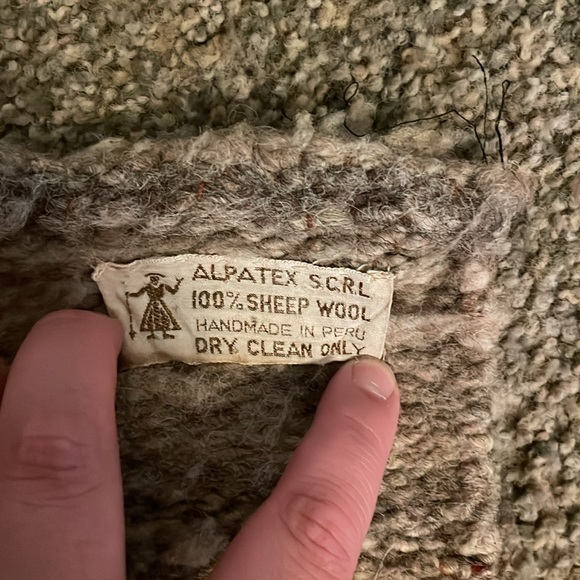 ALPATEX S.C.R.L
100% SHEEP WOOL
HANDMADE IN PERU
DRY CLEAN ONLY